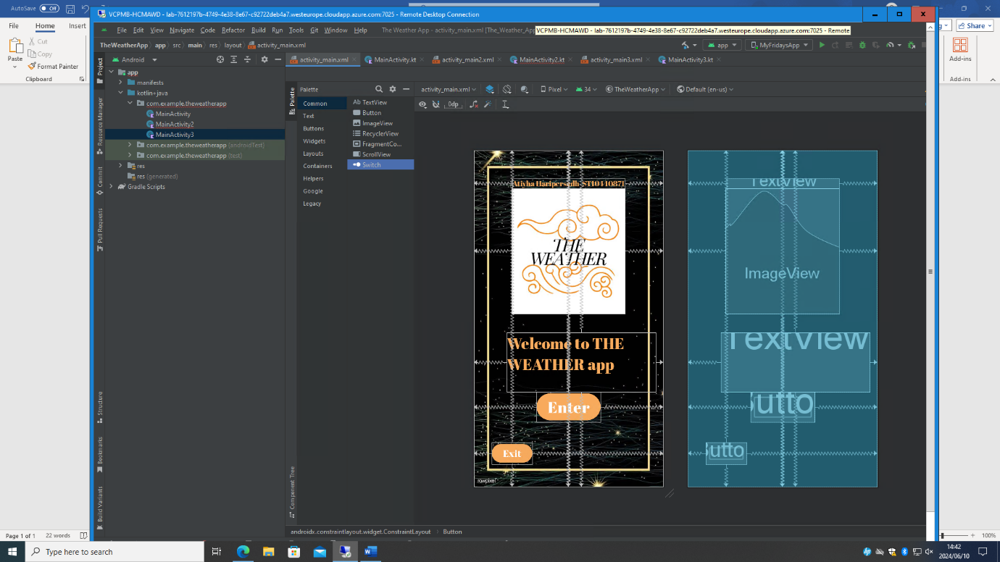 AutoSave Off
VCPMB-HCMAWD - lab-7612197b-4749-4e38-8e67-c92722deb4a7.westeurope.cloudapp.azure.com:7025 - Remote Desktop Connection
File Home Insert
Share
File Edit View Navigate Code Refactor Build Run Tools Git Window Help The Weather App - activity_main.xml [The_Weather_App
VCPMB-HCMAWD - lab-7612197b-4749-4e38-8e67-c92722deb4a7.westeurope.cloudapp.azure.com:7025 - Remote
TheWeatherApp app src main res layout activity_main.xml
app MyFridaysApp
Paste
Cut
Copy
Format Painter
Clipboard
Add-ins
Add-ins
Android
activity_main.xml MainActivity.kt activity_main2.xml MainActivity2.kt activity_main3.xml MainActivity3.kt
Project
Resource Manager
Commit
Pull Requests
Structure
Bookmarks
Build Variants
app
manifests
kotlin+java
com.example.theweatherapp
MainActivity
MainActivity2
MainActivity3
com.example.theweatherapp (androidTest)
com.example.theweatherapp (test)
res
res (generated)
Gradle Scripts
Palette
Component Tree
Palette
Common
Text
Buttons
Widgets
Layouts
Containers
Helpers
Google
Legacy
Ab TextView
Button
ImageView
RecyclerView
FragmentCo...
ScrollView
Switch
activity_main.xml Pixel 34 TheWeatherApp Default (en-us)
0dp
THE
WEATHER
Welcome to THE
WEATHER app
Enter
Exit
rawpixel
TextView
ImageView
TextView
Butto
Butto
androidx.constraintlayout.widget.ConstraintLayout Button
Page 1 of 1 22 words
100%
Type here to search
14:42
2024/06/10